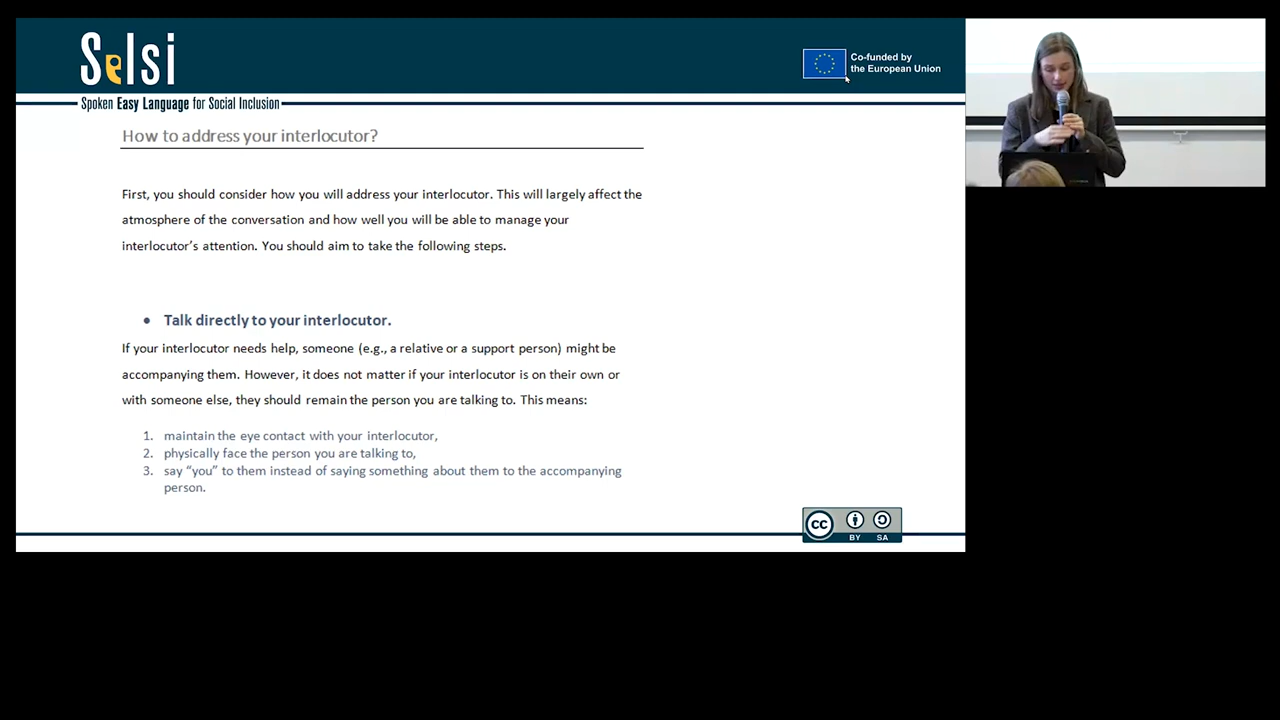 Selsi
Spoken Easy Language for Social Inclusion
Co-funded by
the European Union
How to address your interlocutor?
First, you should consider how you will address your interlocutor. This will largely affect the
atmosphere of the conversation and how well you will be able to manage your
interlocutor’s attention. You should aim to take the following steps.
• Talk directly to your interlocutor.
If your interlocutor needs help, someone (e.g., a relative or a support person) might be
accompanying them. However, it does not matter if your interlocutor is on their own or
with someone else, they should remain the person you are talking to. This means:
1. maintain the eye contact with your interlocutor,
2. physically face the person you are talking to,
3. say “you” to them instead of saying something about them to the accompanying
person.
cc
BY SA